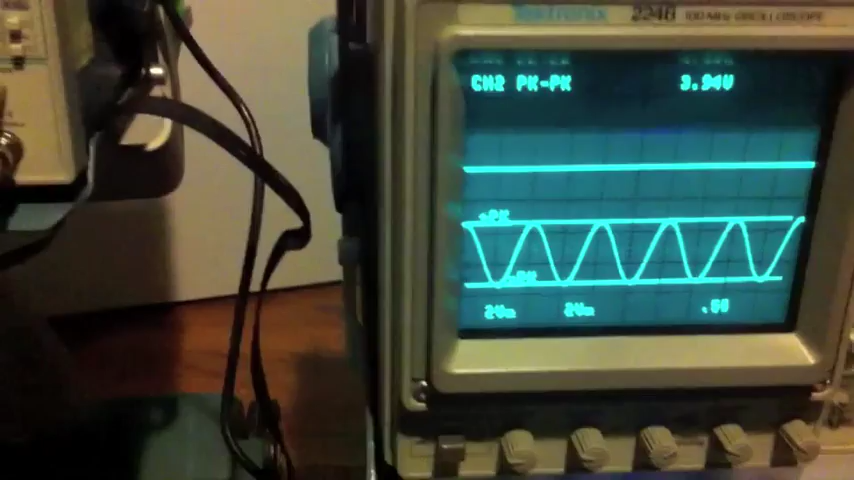 Tektronix 2246 100 MHz OSCILLOSCOPE
CH2 PK-PK 3.94V
+PK
-PK
2V 2V